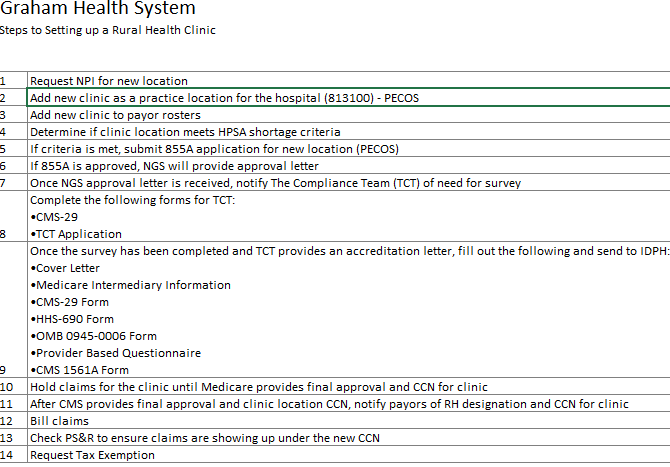 Graham Health System
Steps to Setting up a Rural Health Clinic
1 Request NPI for new location
2 Add new clinic as a practice location for the hospital (813100) - PECOS
3 Add new clinic to payor rosters
4 Determine if clinic location meets HPSA shortage criteria
5 If criteria is met, submit 855A application for new location (PECOS)
6 If 855A is approved, NGS will provide approval letter
7 Once NGS approval letter is received, notify The Compliance Team (TCT) of need for survey
Complete the following forms for TCT:
•CMS-29
8 •TCT Application
Once the survey has been completed and TCT provides an accreditation letter, fill out the following and send to IDPH:
•Cover Letter
•Medicare Intermediary Information
•CMS-29 Form
•HHS-690 Form
•OMB 0945-0006 Form
•Provider Based Questionnaire
9 •CMS 1561A Form
10 Hold claims for the clinic until Medicare provides final approval and CCN for clinic
11 After CMS provides final approval and clinic location CCN, notify payors of RH designation and CCN for clinic
12 Bill claims
13 Check PS&R to ensure claims are showing up under the new CCN
14 Request Tax Exemption